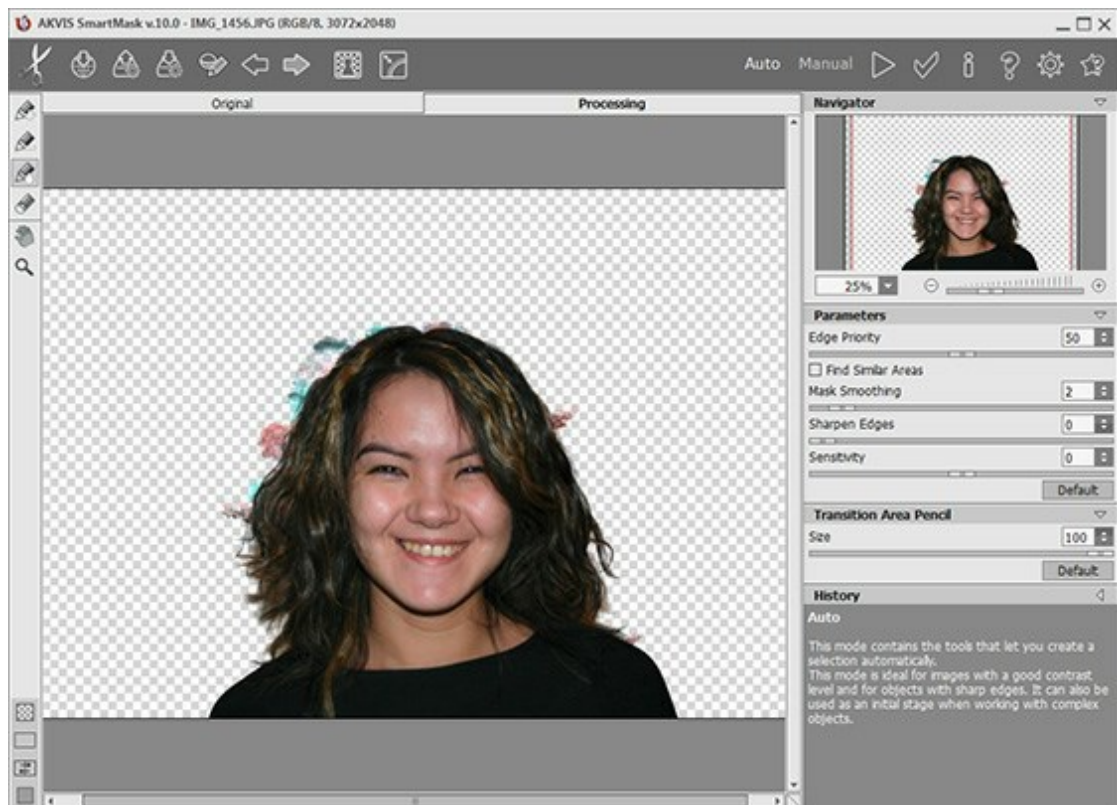 AKVIS SmartMask v.10.0 - IMG_1456.JPG (RGB/8, 3072x2048)
Auto Manual
Original Processing
Navigator
25%
Parameters
Edge Priority 50
Find Similar Areas
Mask Smoothing 2
Sharpen Edges 0
Sensitivity 0
Default
Transition Area Pencil
Size 100
Default
History
Auto
This mode contains the tools that let you create a
selection automatically.
This mode is ideal for images with a good contrast
level and for objects with sharp edges. It can also be
used as an initial stage when working with complex
objects.